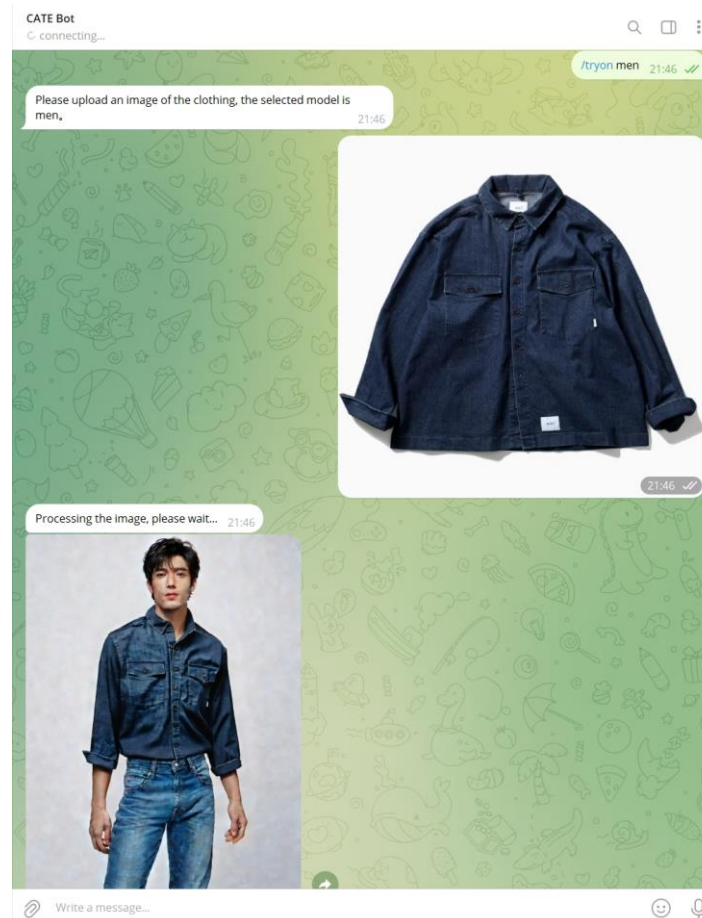 CATE Bot
connecting...
/tryon men 21:46
Please upload an image of the clothing, the selected model is
men。 21:46
21:46
Processing the image, please wait... 21:46
Write a message...